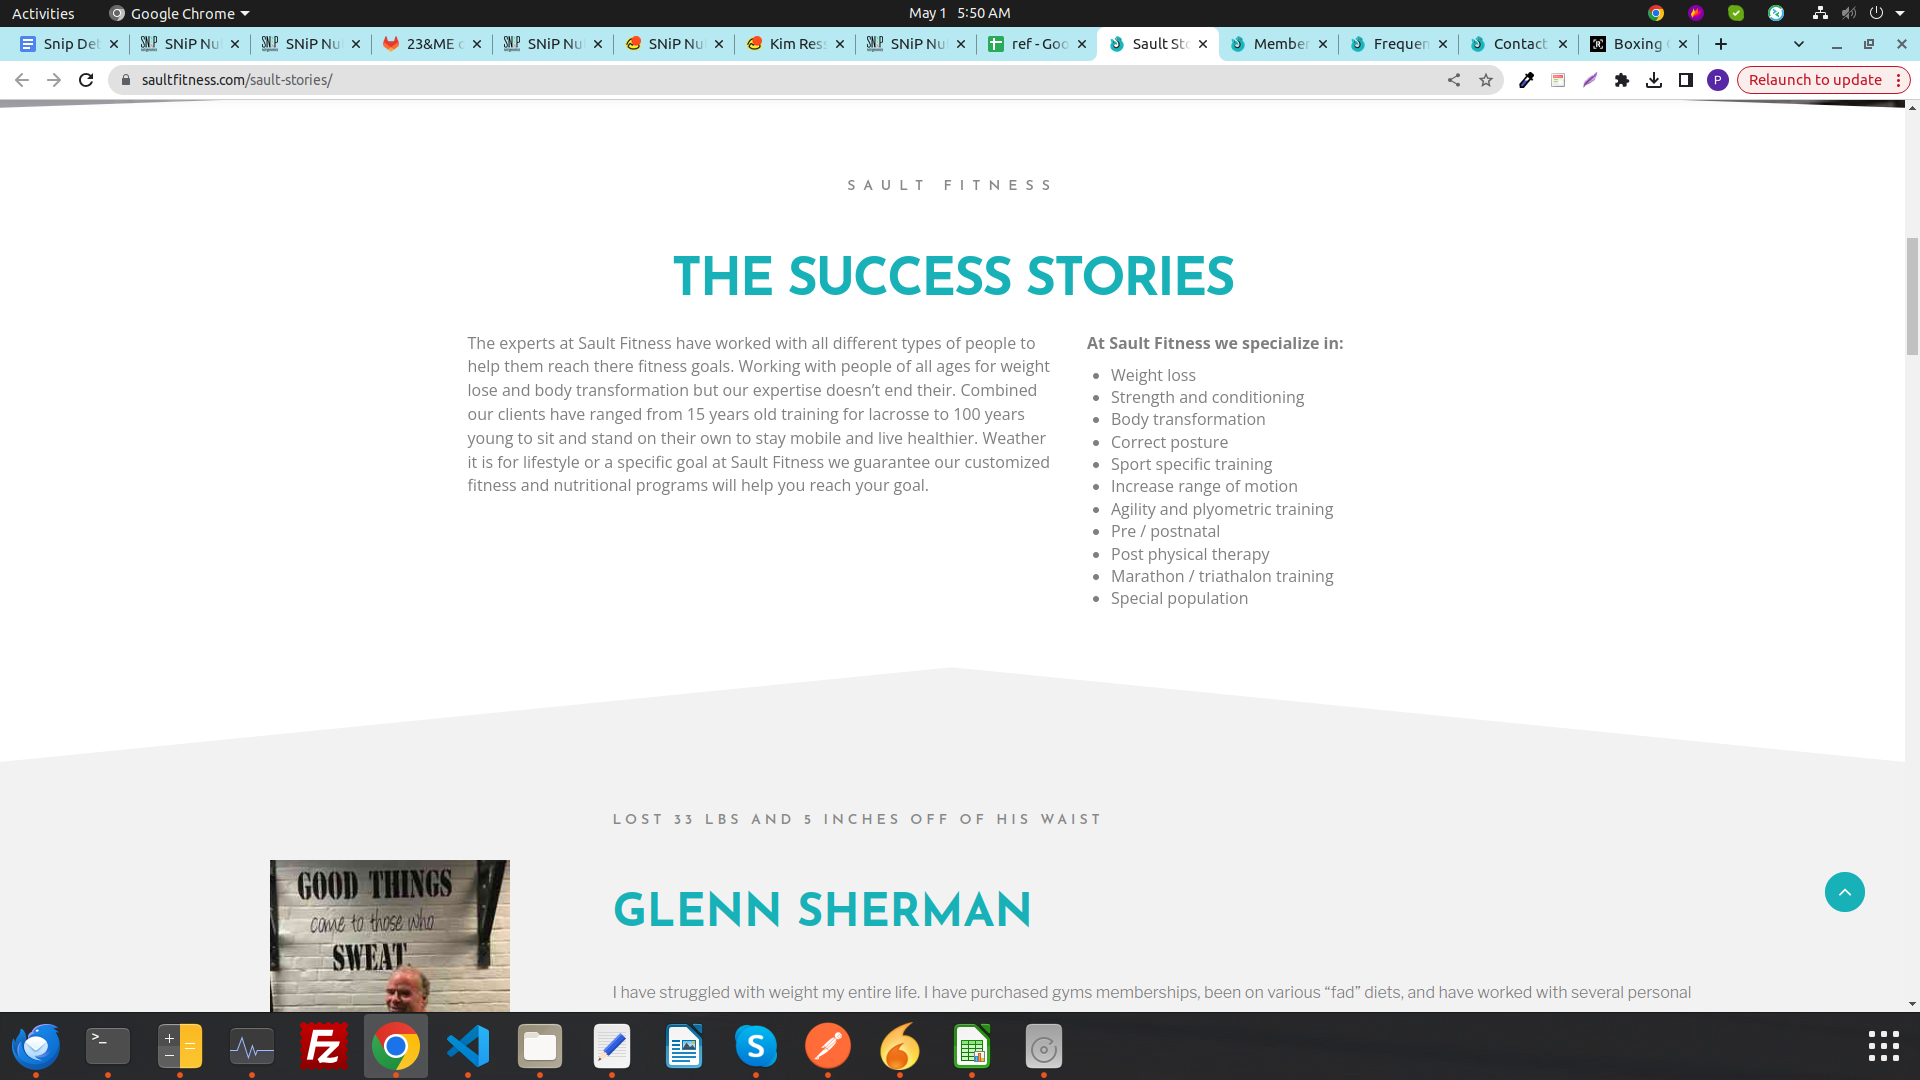 Activities
Google Chrome
May 1 5:50 AM
Snip Det
SNiP Nu
SNiP Nu
23&ME c
SNiP Nu
SNiP Nu
Kim Res
SNiP Nu
ref - Goo
Sault Sto
Member
Frequen
Contact
Boxing
saultfitness.com/sault-stories/
P
Relaunch to update
SAULT FITNESS
THE SUCCESS STORIES
The experts at Sault Fitness have worked with all different types of people to
help them reach there fitness goals. Working with people of all ages for weight
lose and body transformation but our expertise doesn’t end their. Combined
our clients have ranged from 15 years old training for lacrosse to 100 years
young to sit and stand on their own to stay mobile and live healthier. Weather
it is for lifestyle or a specific goal at Sault Fitness we guarantee our customized
fitness and nutritional programs will help you reach your goal.
At Sault Fitness we specialize in:
Weight loss
Strength and conditioning
Body transformation
Correct posture
Sport specific training
Increase range of motion
Agility and plyometric training
Pre / postnatal
Post physical therapy
Marathon / triathalon training
Special population
LOST 33 LBS AND 5 INCHES OFF OF HIS WAIST
GOOD THINGS
come to those who
SWEAT.
GLENN SHERMAN
I have struggled with weight my entire life. I have purchased gyms memberships, been on various “fad” diets, and have worked with several personal